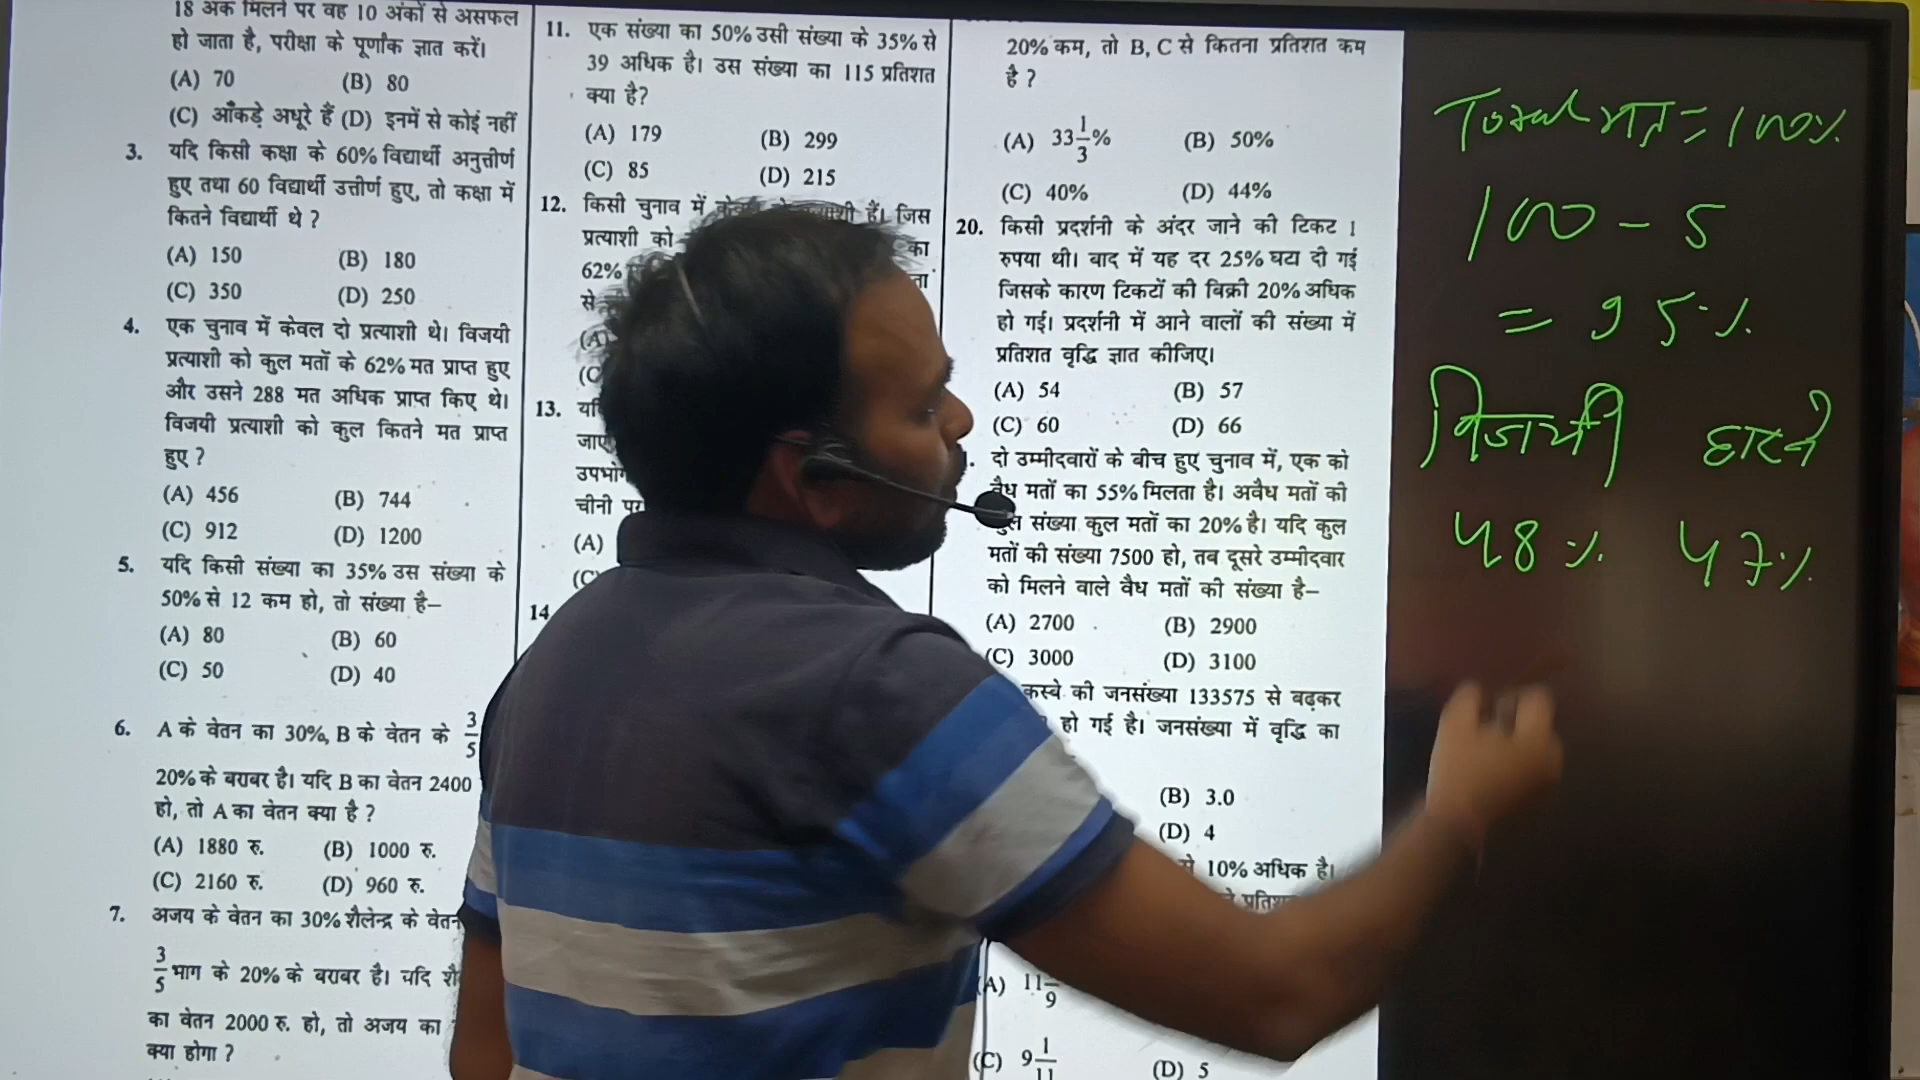 18 अंक मिलने पर वह 10 अंकों से असफल
हो जाता है, परीक्षा के पूर्णांक ज्ञात करें।
(A) 70 (B) 80
(C) आँकड़े अधूरे हैं (D) इनमें से कोई नहीं
3. यदि किसी कक्षा के 60% विद्यार्थी अनुत्तीर्ण
हुए तथा 60 विद्यार्थी उत्तीर्ण हुए, तो कक्षा में
कितने विद्यार्थी थे ?
(A) 150 (B) 180
(C) 350 (D) 250
4. एक चुनाव में केवल दो प्रत्याशी थे। विजयी
प्रत्याशी को कुल मतों के 62% मत प्राप्त हुए
और उसने 288 मत अधिक प्राप्त किए थे।
विजयी प्रत्याशी को कुल कितने मत प्राप्त
हुए ?
(A) 456 (B) 744
(C) 912 (D) 1200
5. यदि किसी संख्या का 35% उस संख्या के
50% से 12 कम हो, तो संख्या है–
(A) 80 (B) 60
(C) 50 (D) 40
6. A के वेतन का 30%, B के वेतन के 3/5
20% के बराबर है। यदि B का वेतन 2400
हो, तो A का वेतन क्या है ?
(A) 1880 रु. (B) 1000 रु.
(C) 2160 रु. (D) 960 रु.
7. अजय के वेतन का 30% शैलेन्द्र के वेतन
3/5 भाग के 20% के बराबर है। यदि
का वेतन 2000 रु. हो, तो अजय का
क्या होगा ?
11. एक संख्या का 50% उसी संख्या के 35% से
39 अधिक है। उस संख्या का 115 प्रतिशत
क्या है?
(A) 179 (B) 299
(C) 85 (D) 215
12. किसी चुनाव में हैं। जिस
प्रत्याशी को का
62%
से
(A)
(C
13.
जाए
उपभोग
चीनी पर
(A)
(C)
14
20% कम, तो B, C से कितना प्रतिशत कम
है ?
(A) 33 1/3% (B) 50%
(C) 40% (D) 44%
20. किसी प्रदर्शनी के अंदर जाने की टिकट 1
रुपया थी। बाद में यह दर 25% घटा दी गई
जिसके कारण टिकटों की बिक्री 20% अधिक
हो गई। प्रदर्शनी में आने वालों की संख्या में
प्रतिशत वृद्धि ज्ञात कीजिए।
(A) 54 (B) 57
(C) 60 (D) 66
दो उम्मीदवारों के बीच हुए चुनाव में, एक को
वैध मतों का 55% मिलता है। अवैध मतों की
कुल संख्या कुल मतों का 20% है। यदि कुल
मतों की संख्या 7500 हो, तब दूसरे उम्मीदवार
को मिलने वाले वैध मतों की संख्या है–
(A) 2700 (B) 2900
(C) 3000 (D) 3100
कस्बे की जनसंख्या 133575 से बढ़कर
हो गई है। जनसंख्या में वृद्धि का
(B) 3.0
(D) 4
से 10% अधिक है।
(A) 11
9
(C) 9 1/11 (D) 5
Total मत = 100%
100 - 5
= 95%
विजयी हारने
48% 47%